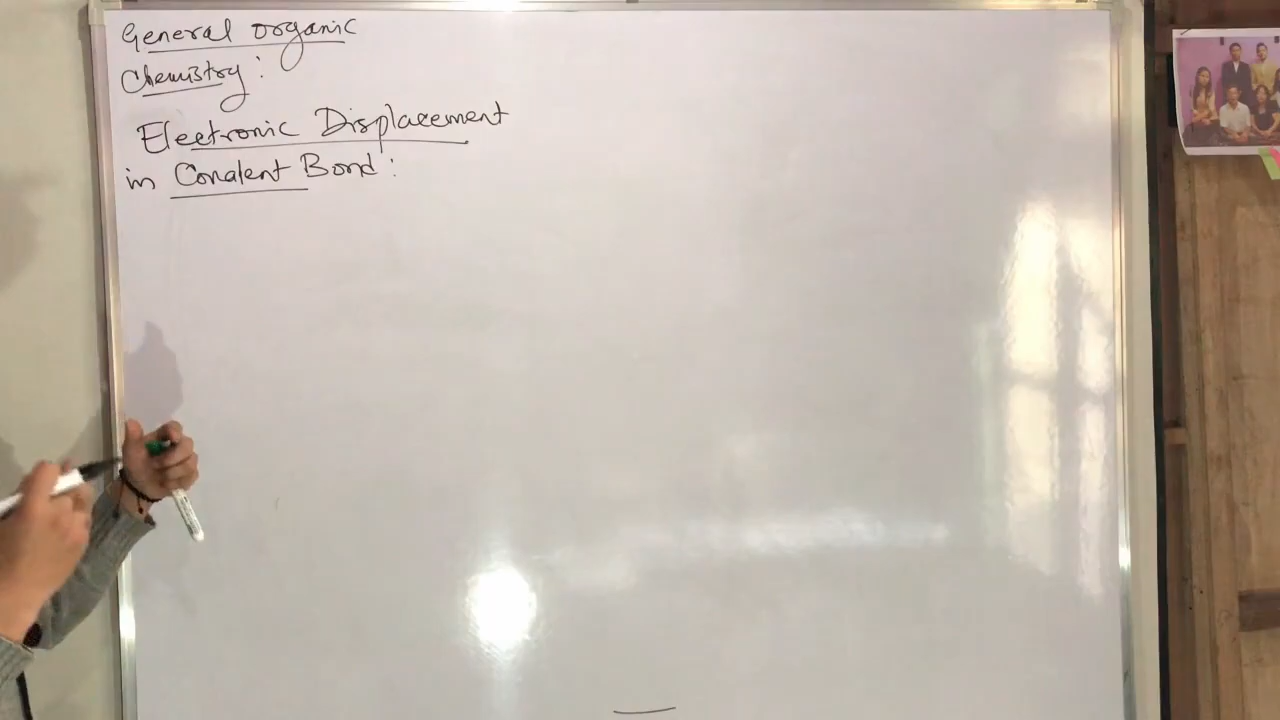 General organic
Chemistry :
Electronic Displacement
in Covalent Bond :